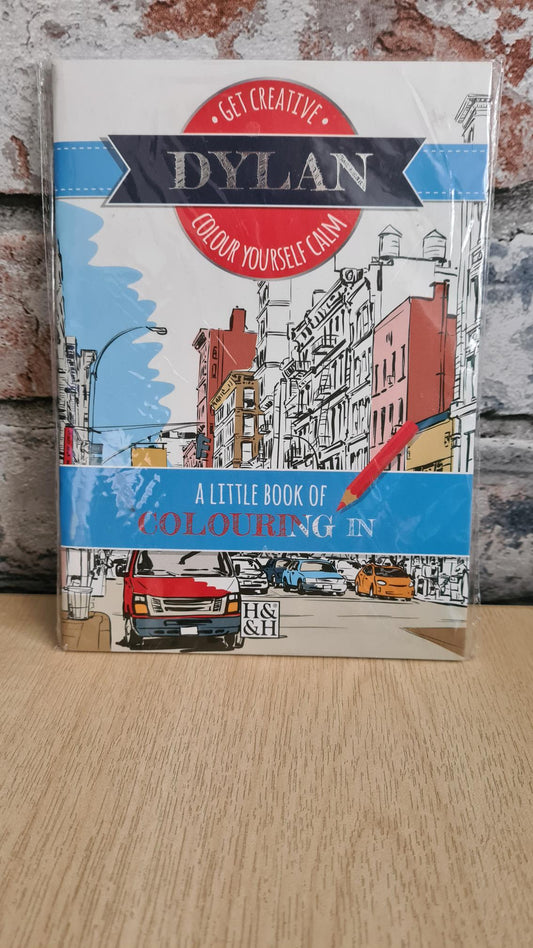 • GET CREATIVE •
DYLAN
COLOUR YOURSELF CALM
A LITTLE BOOK OF
COLOURING IN
H&
&H